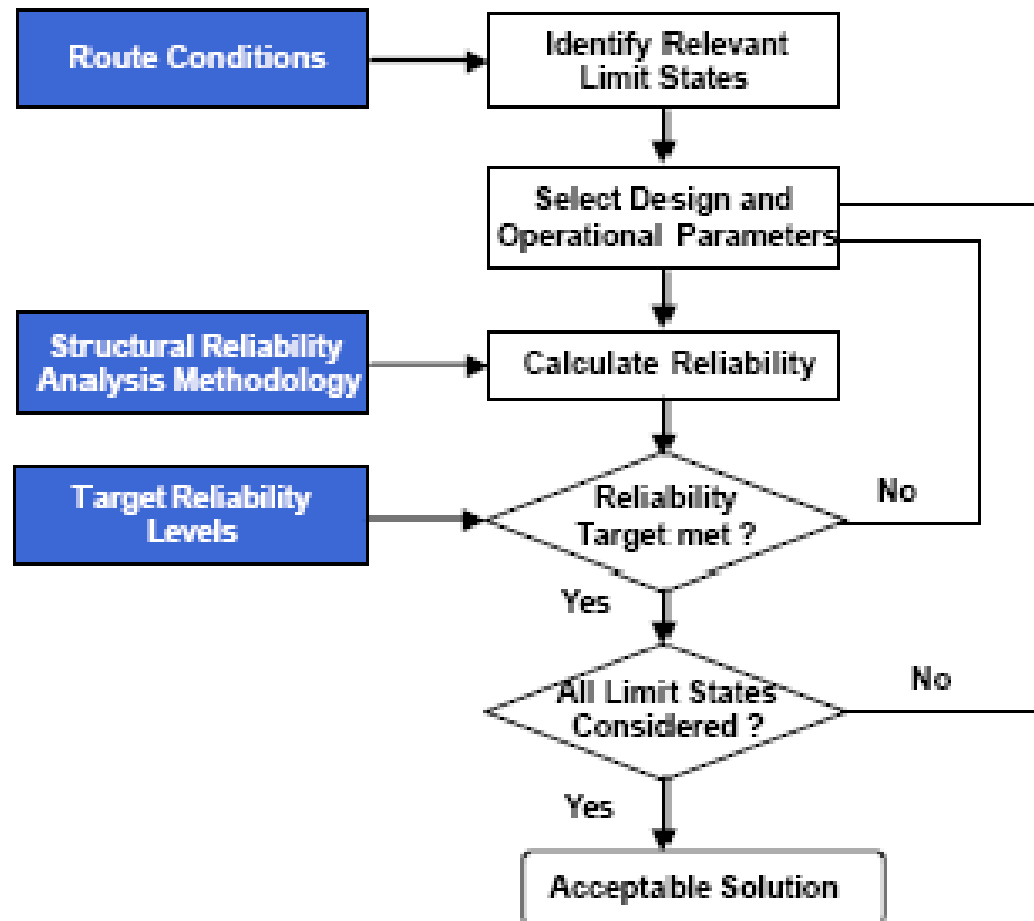 Route Conditions
Identify Relevant
Limit States
Select Design and
Operational Parameters
Structural Reliability
Analysis Methodology
Calculate Reliability
Target Reliability
Levels
Reliability
Target met ?
No
Yes
All Limit States
Considered ?
No
Yes
Acceptable Solution